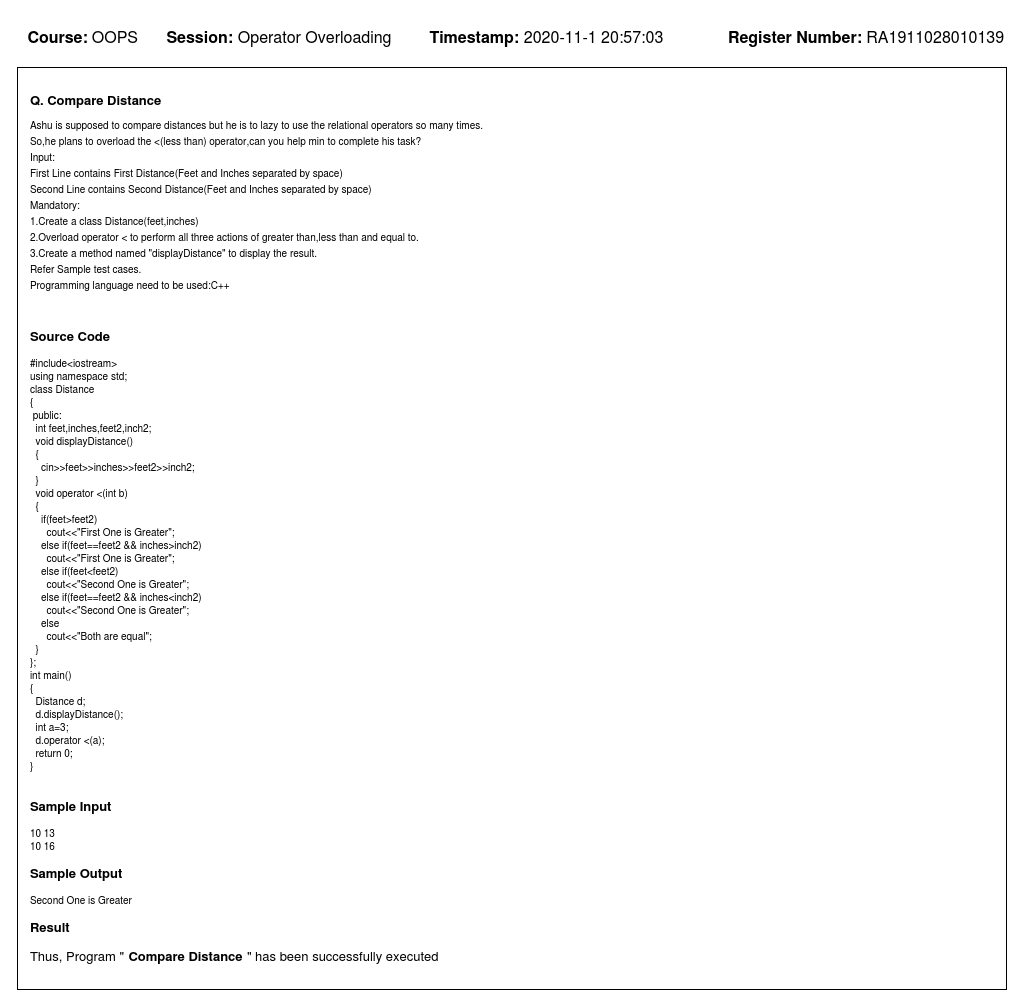 Course: OOPS Session: Operator Overloading Timestamp: 2020-11-1 20:57:03 Register Number: RA1911028010139
Q. Compare Distance
Ashu is supposed to compare distances but he is to lazy to use the relational operators so many times.
So,he plans to overload the <(less than) operator,can you help min to complete his task?
Input:
First Line contains First Distance(Feet and Inches separated by space)
Second Line contains Second Distance(Feet and Inches separated by space)
Mandatory:
1.Create a class Distance(feet,inches)
2.Overload operator < to perform all three actions of greater than,less than and equal to.
3.Create a method named "displayDistance" to display the result.
Refer Sample test cases.
Programming language need to be used:C++
Source Code
#include<iostream>
using namespace std;
class Distance
{
public:
int feet,inches,feet2,inch2;
void displayDistance()
{
cin>>feet>>inches>>feet2>>inch2;
}
void operator <(int b)
{
if(feet>feet2)
cout<<"First One is Greater";
else if(feet==feet2 && inches>inch2)
cout<<"First One is Greater";
else if(feet<feet2)
cout<<"Second One is Greater";
else if(feet==feet2 && inches<inch2)
cout<<"Second One is Greater";
else
cout<<"Both are equal";
}
};
int main()
{
Distance d;
d.displayDistance();
int a=3;
d.operator <(a);
return 0;
}
Sample Input
10 13
10 16
Sample Output
Second One is Greater
Result
Thus, Program " Compare Distance " has been successfully executed